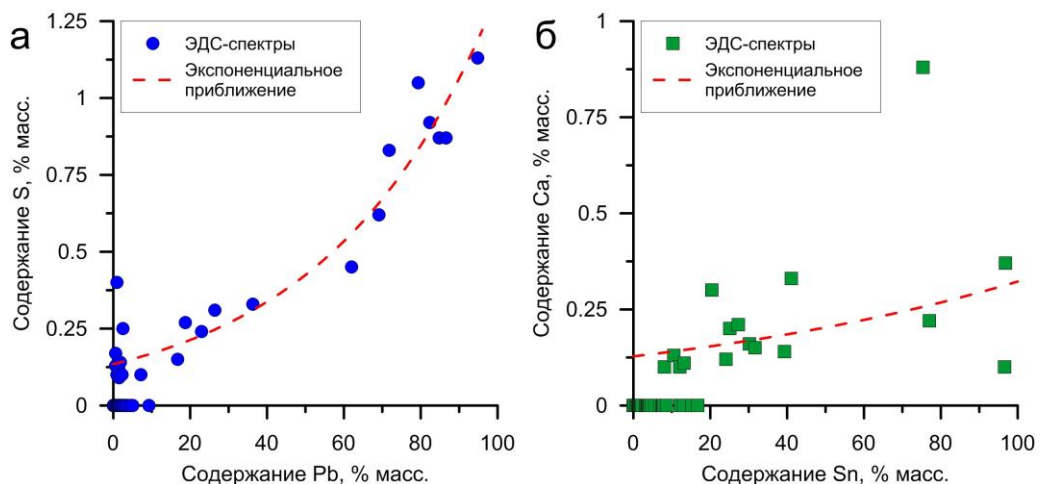 а
ЭДС-спектры
Экспоненциальное
приближение
Содержание S, % масс.
1.25
1
0.75
0.5
0.25
0
0 20 40 60 80 100
Содержание Pb, % масс.
б
ЭДС-спектры
Экспоненциальное
приближение
Содержание Ca, % масс.
1
0.75
0.5
0.25
0
0 20 40 60 80 100
Содержание Sn, % масс.